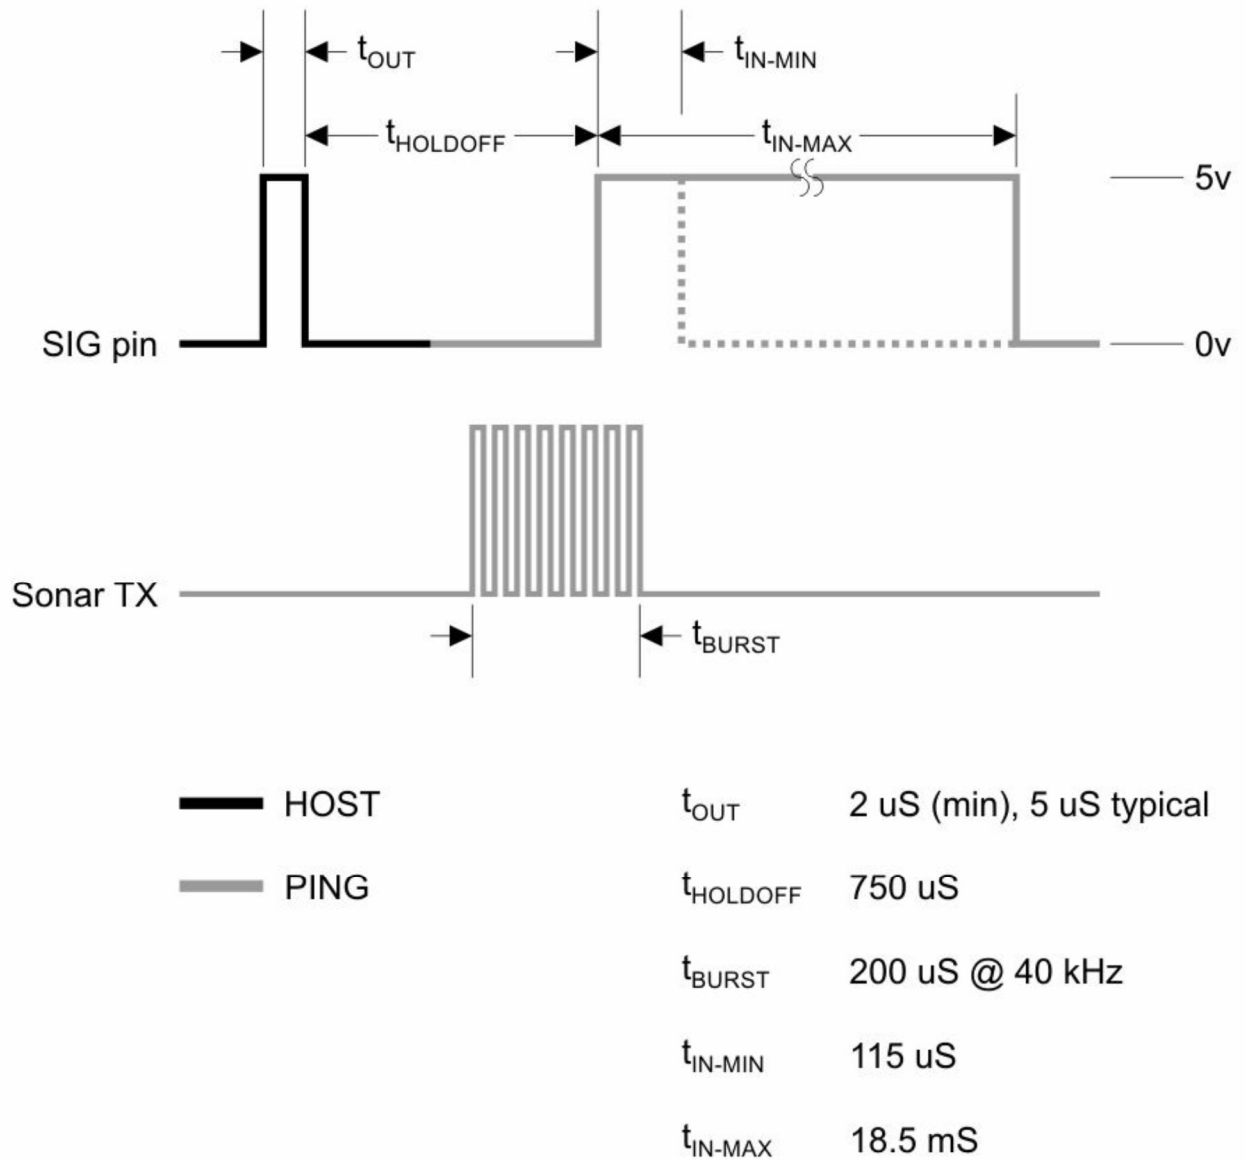 tOUT
tIN-MIN
tHOLDOFF
tIN-MAX
5v
SIG pin
0v
Sonar TX
tBURST
HOST
PING
tOUT 2 uS (min), 5 uS typical
tHOLDOFF 750 uS
tBURST 200 uS @ 40 kHz
tIN-MIN 115 uS
tIN-MAX 18.5 mS